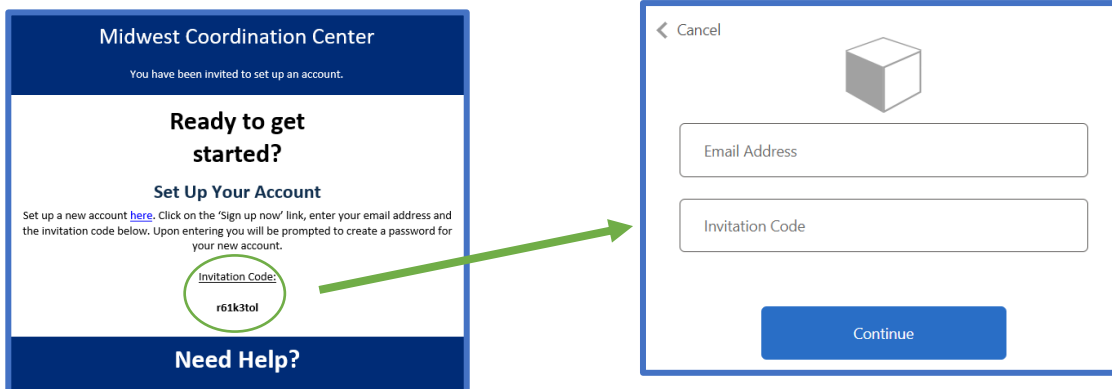 Midwest Coordination Center
You have been invited to set up an account.
Ready to get
started?
Set Up Your Account
Set up a new account here. Click on the ‘Sign up now’ link, enter your email address and
the invitation code below. Upon entering you will be prompted to create a password for
your new account.
Invitation Code:
r61k3tol
Need Help?
Cancel
Email Address
Invitation Code
Continue